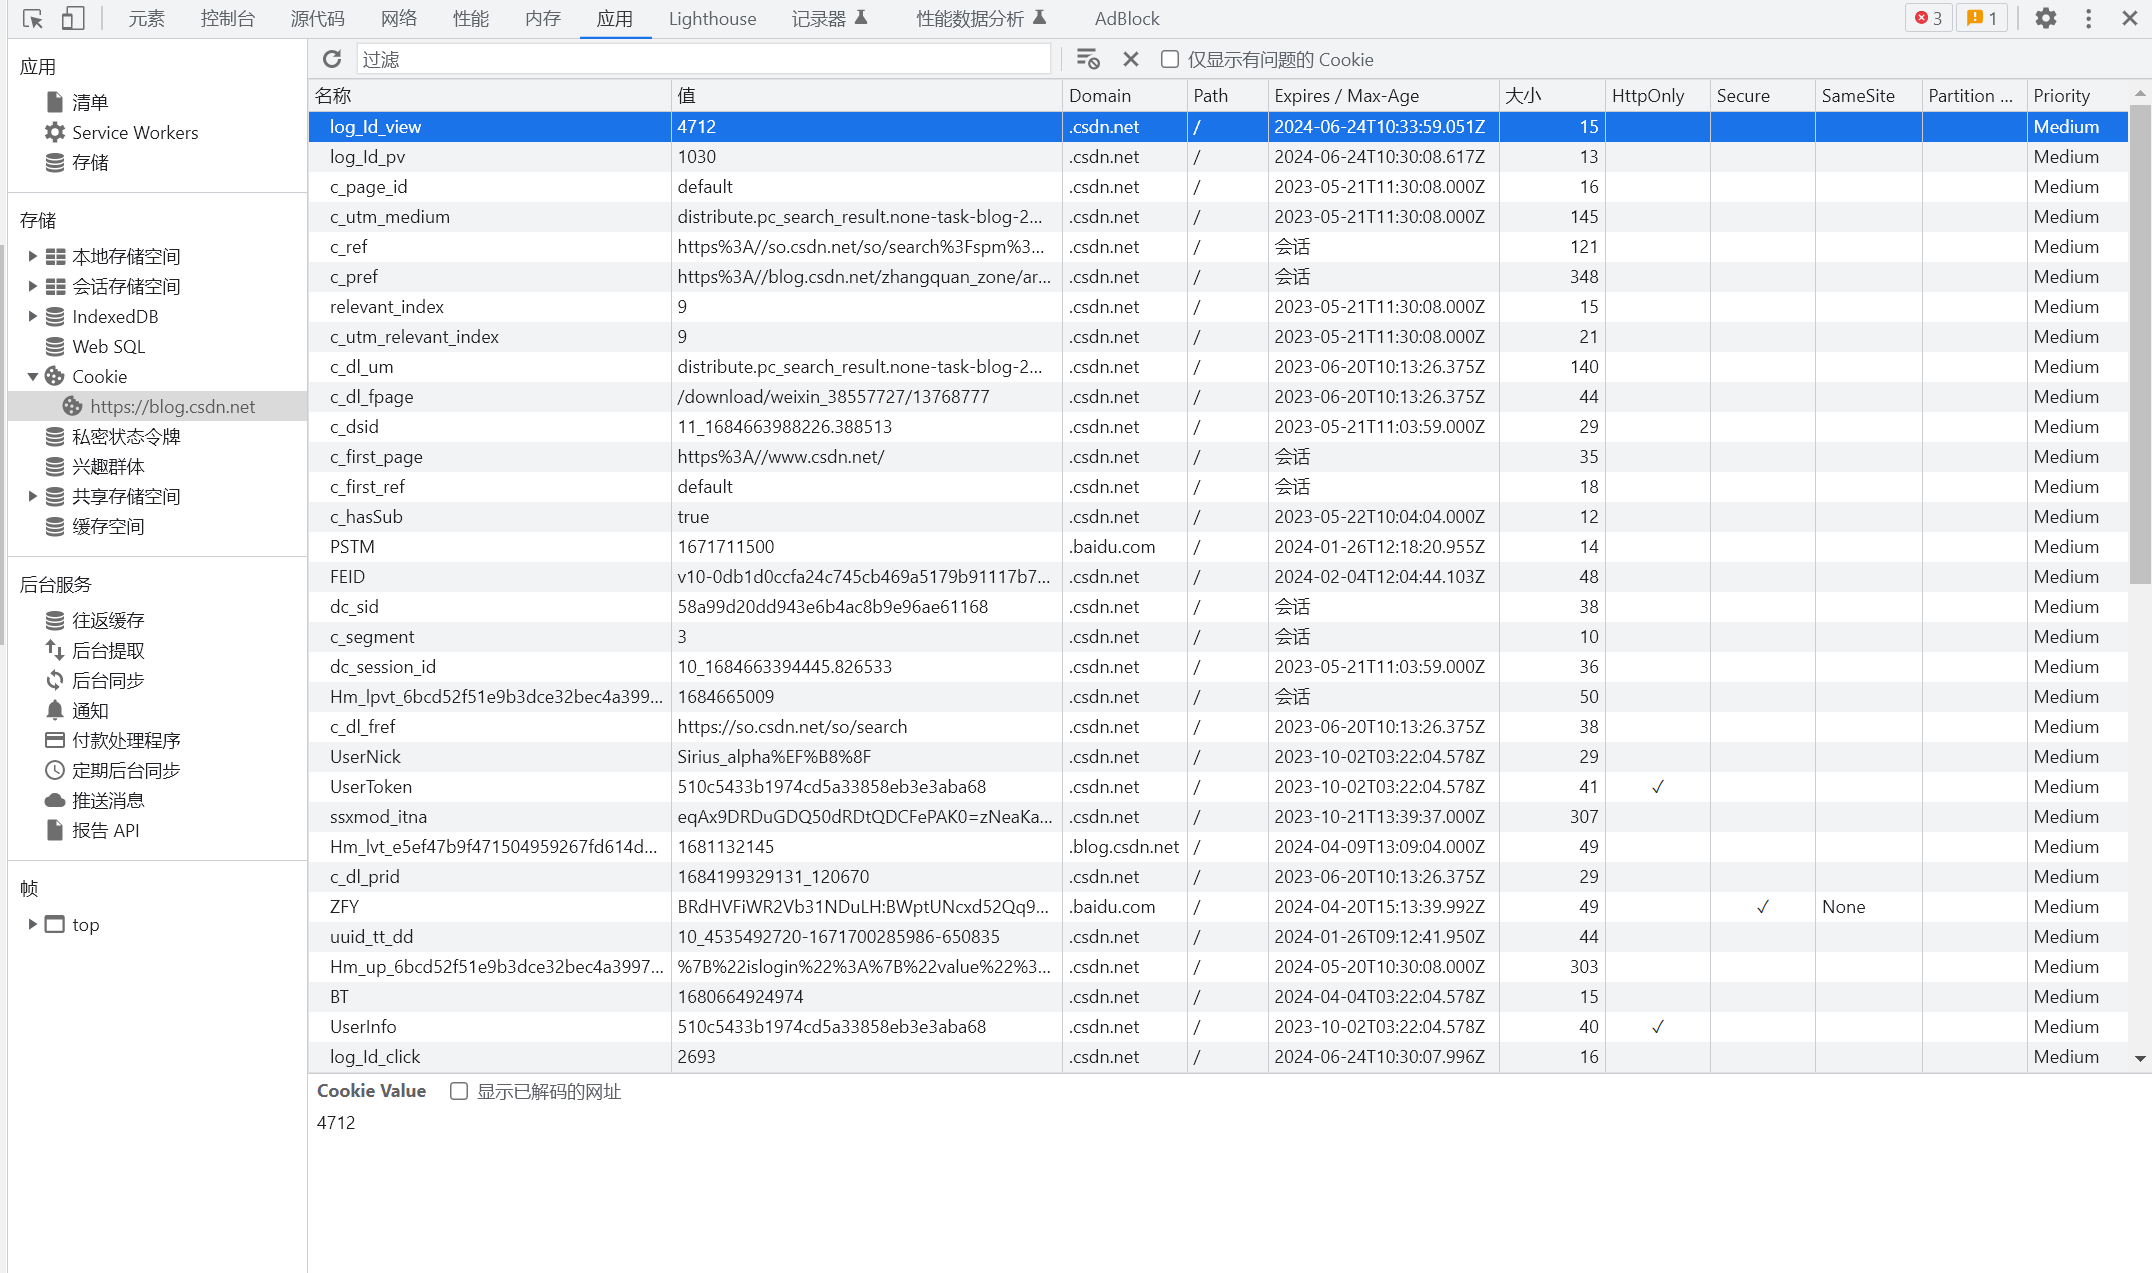 元素 控制台 源代码 网络 性能 内存 应用 Lighthouse 记录器 性能数据分析 AdBlock 3 1
应用
清单
Service Workers
存储
存储
本地存储空间
会话存储空间
IndexedDB
Web SQL
Cookie
https://blog.csdn.net
私密状态令牌
兴趣群体
共享存储空间
缓存空间
后台服务
往返缓存
后台提取
后台同步
通知
付款处理程序
定期后台同步
推送消息
报告 API
帧
top
过滤 仅显示有问题的 Cookie
名称 值 Domain Path Expires / Max-Age 大小 HttpOnly Secure SameSite Partition ... Priority
log_Id_view 4712 .csdn.net / 2024-06-24T10:33:59.051Z 15 Medium
log_Id_pv 1030 .csdn.net / 2024-06-24T10:30:08.617Z 13 Medium
c_page_id default .csdn.net / 2023-05-21T11:30:08.000Z 16 Medium
c_utm_medium distribute.pc_search_result.none-task-blog-2... .csdn.net / 2023-05-21T11:30:08.000Z 145 Medium
c_ref https%3A//so.csdn.net/so/search%3Fspm%3... .csdn.net / 会话 121 Medium
c_pref https%3A//blog.csdn.net/zhangquan_zone/ar... .csdn.net / 会话 348 Medium
relevant_index 9 .csdn.net / 2023-05-21T11:30:08.000Z 15 Medium
c_utm_relevant_index 9 .csdn.net / 2023-05-21T11:30:08.000Z 21 Medium
c_dl_um distribute.pc_search_result.none-task-blog-2... .csdn.net / 2023-06-20T10:13:26.375Z 140 Medium
c_dl_fpage /download/weixin_38557727/13768777 .csdn.net / 2023-06-20T10:13:26.375Z 44 Medium
c_dsid 11_1684663988226.388513 .csdn.net / 2023-05-21T11:03:59.000Z 29 Medium
c_first_page https%3A//www.csdn.net/ .csdn.net / 会话 35 Medium
c_first_ref default .csdn.net / 会话 18 Medium
c_hasSub true .csdn.net / 2023-05-22T10:04:04.000Z 12 Medium
PSTM 1671711500 .baidu.com / 2024-01-26T12:18:20.955Z 14 Medium
FEID v10-0db1d0ccfa24c745cb469a5179b91117b7... .csdn.net / 2024-02-04T12:04:44.103Z 48 Medium
dc_sid 58a99d20dd943e6b4ac8b9e96ae61168 .csdn.net / 会话 38 Medium
c_segment 3 .csdn.net / 会话 10 Medium
dc_session_id 10_1684663394445.826533 .csdn.net / 2023-05-21T11:03:59.000Z 36 Medium
Hm_lpvt_6bcd52f51e9b3dce32bec4a399... 1684665009 .csdn.net / 会话 50 Medium
c_dl_fref https://so.csdn.net/so/search .csdn.net / 2023-06-20T10:13:26.375Z 38 Medium
UserNick Sirius_alpha%EF%B8%8F .csdn.net / 2023-10-02T03:22:04.578Z 29 Medium
UserToken 510c5433b1974cd5a33858eb3e3aba68 .csdn.net / 2023-10-02T03:22:04.578Z 41 ✓ Medium
ssxmod_itna eqAx9DRDuGDQ50dRDtQDCFePAK0=zNeaKa... .csdn.net / 2023-10-21T13:39:37.000Z 307 Medium
Hm_lvt_e5ef47b9f471504959267fd614d... 1681132145 .blog.csdn.net / 2024-04-09T13:09:04.000Z 49 Medium
c_dl_prid 1684199329131_120670 .csdn.net / 2023-06-20T10:13:26.375Z 29 Medium
ZFY BRdHVFiWR2Vb31NDuLH:BWptUNcxd52Qq9... .baidu.com / 2024-04-20T15:13:39.992Z 49 ✓ None Medium
uuid_tt_dd 10_4535492720-1671700285986-650835 .csdn.net / 2024-01-26T09:12:41.950Z 44 Medium
Hm_up_6bcd52f51e9b3dce32bec4a3997... %7B%22islogin%22%3A%7B%22value%22%3... .csdn.net / 2024-05-20T10:30:08.000Z 303 Medium
BT 1680664924974 .csdn.net / 2024-04-04T03:22:04.578Z 15 Medium
UserInfo 510c5433b1974cd5a33858eb3e3aba68 .csdn.net / 2023-10-02T03:22:04.578Z 40 ✓ Medium
log_Id_click 2693 .csdn.net / 2024-06-24T10:30:07.996Z 16 Medium
Cookie Value 显示已解码的网址
4712